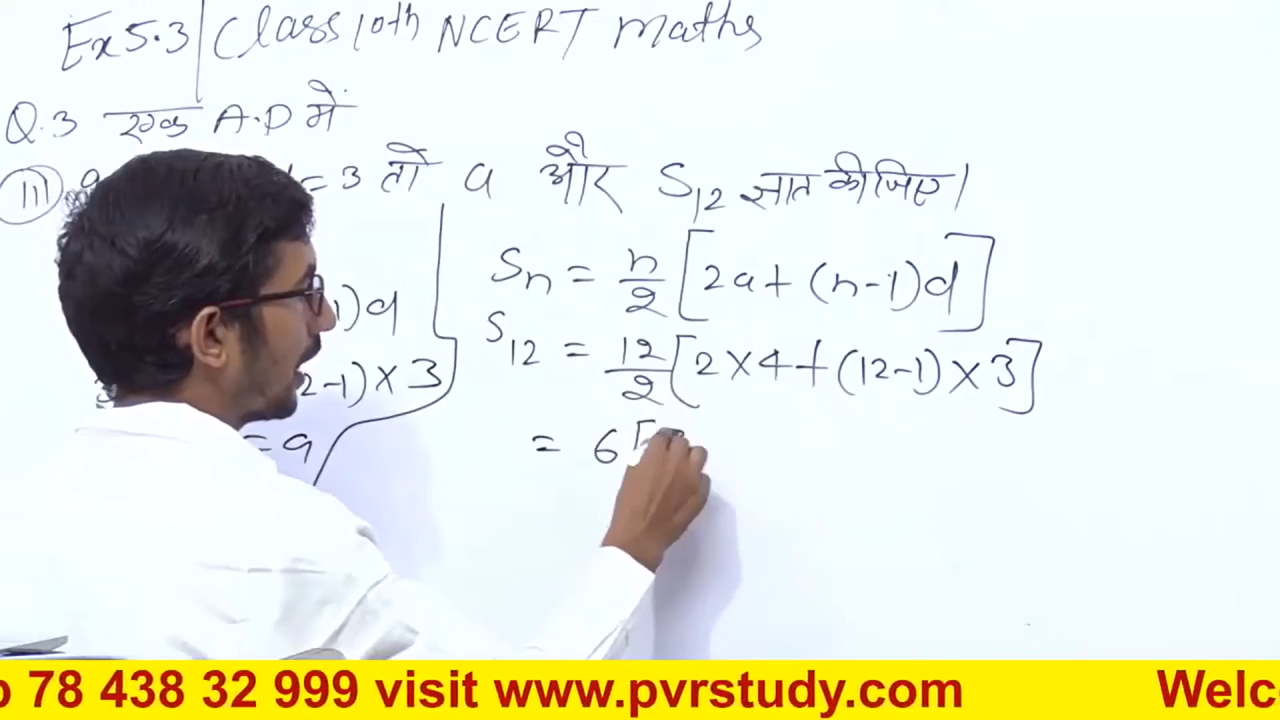 Ex 5.3 | Class 10th NCERT maths
Q.3 एक A.P में
(III) = 3 तो a और S₁₂ ज्ञात कीजिए।
1)d
2-1) × 3
= a
Sn = n/2 [2a + (n-1)d]
S₁₂ = 12/2 [2×4 + (12-1) × 3]
= 6 [
78 438 32 999 visit www.pvrstudy.com
Welc